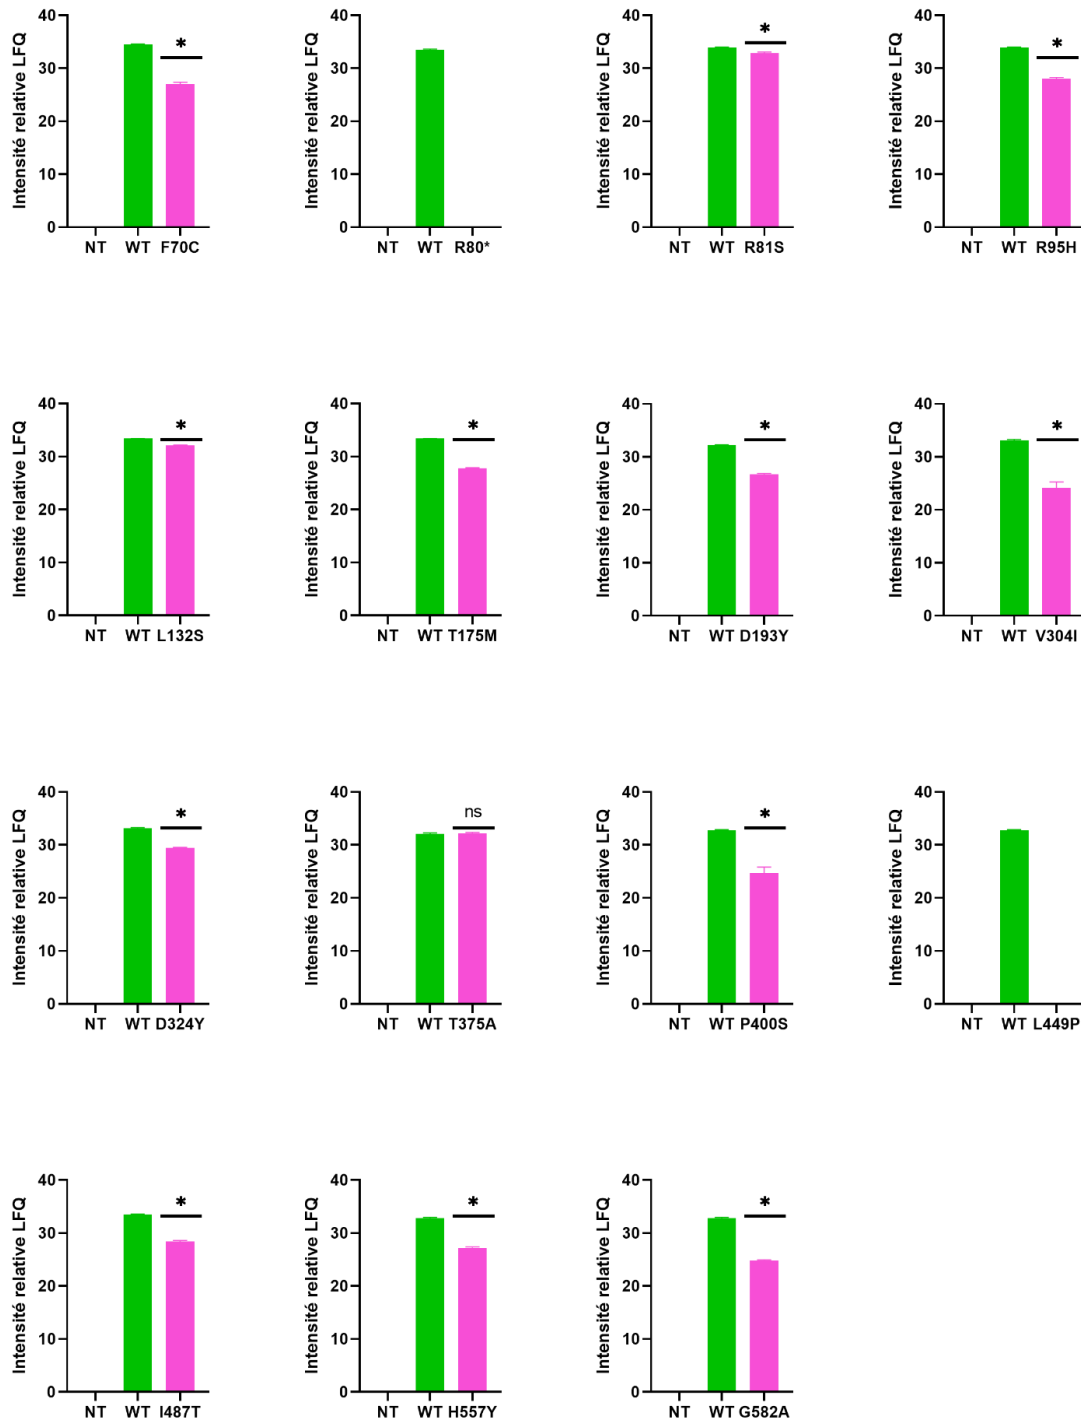 Intensité relative LFQ
40
30
20
10
0
*
NT WT F70C
Intensité relative LFQ
40
30
20
10
0
NT WT R80*
Intensité relative LFQ
40
30
20
10
0
*
NT WT R81S
Intensité relative LFQ
40
30
20
10
0
*
NT WT R95H
Intensité relative LFQ
40
30
20
10
0
*
NT WT L132S
Intensité relative LFQ
40
30
20
10
0
*
NT WT T175M
Intensité relative LFQ
40
30
20
10
0
*
NT WT D193Y
Intensité relative LFQ
40
30
20
10
0
*
NT WT V304I
Intensité relative LFQ
40
30
20
10
0
*
NT WT D324Y
Intensité relative LFQ
40
30
20
10
0
ns
NT WT T375A
Intensité relative LFQ
40
30
20
10
0
*
NT WT P400S
Intensité relative LFQ
40
30
20
10
0
NT WT L449P
Intensité relative LFQ
40
30
20
10
0
*
NT WT I487T
Intensité relative LFQ
40
30
20
10
0
*
NT WT H557Y
Intensité relative LFQ
40
30
20
10
0
*
NT WT G582A